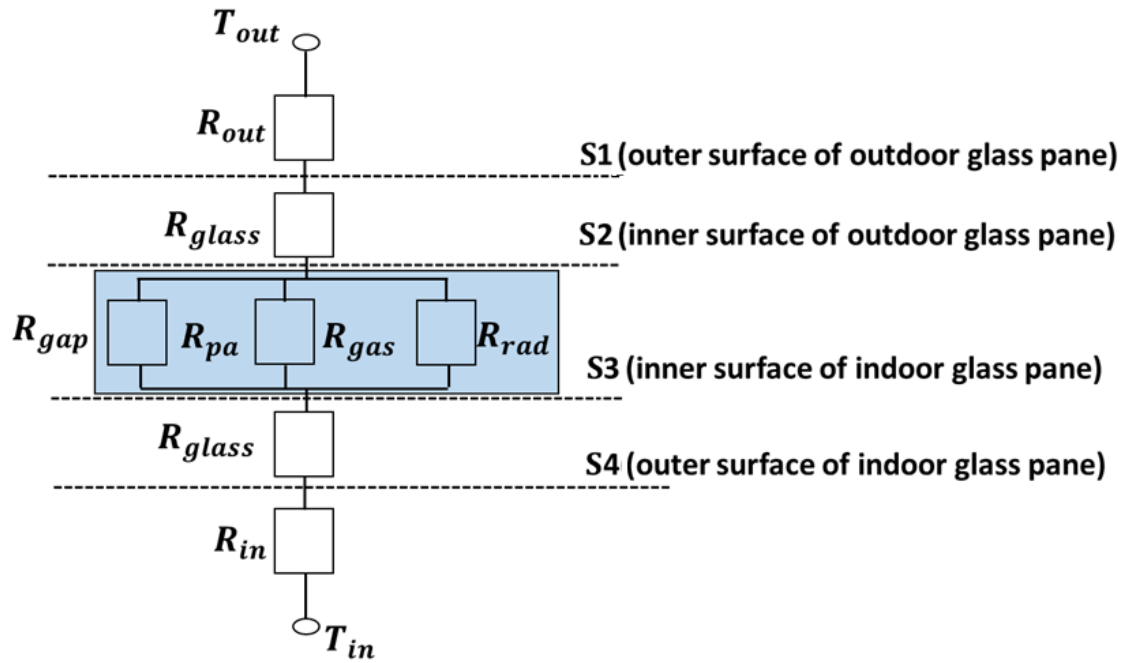 T_out
R_out
S1 (outer surface of outdoor glass pane)
R_glass
S2 (inner surface of outdoor glass pane)
R_gap R_pa R_gas R_rad
S3 (inner surface of indoor glass pane)
R_glass
S4 (outer surface of indoor glass pane)
R_in
T_in